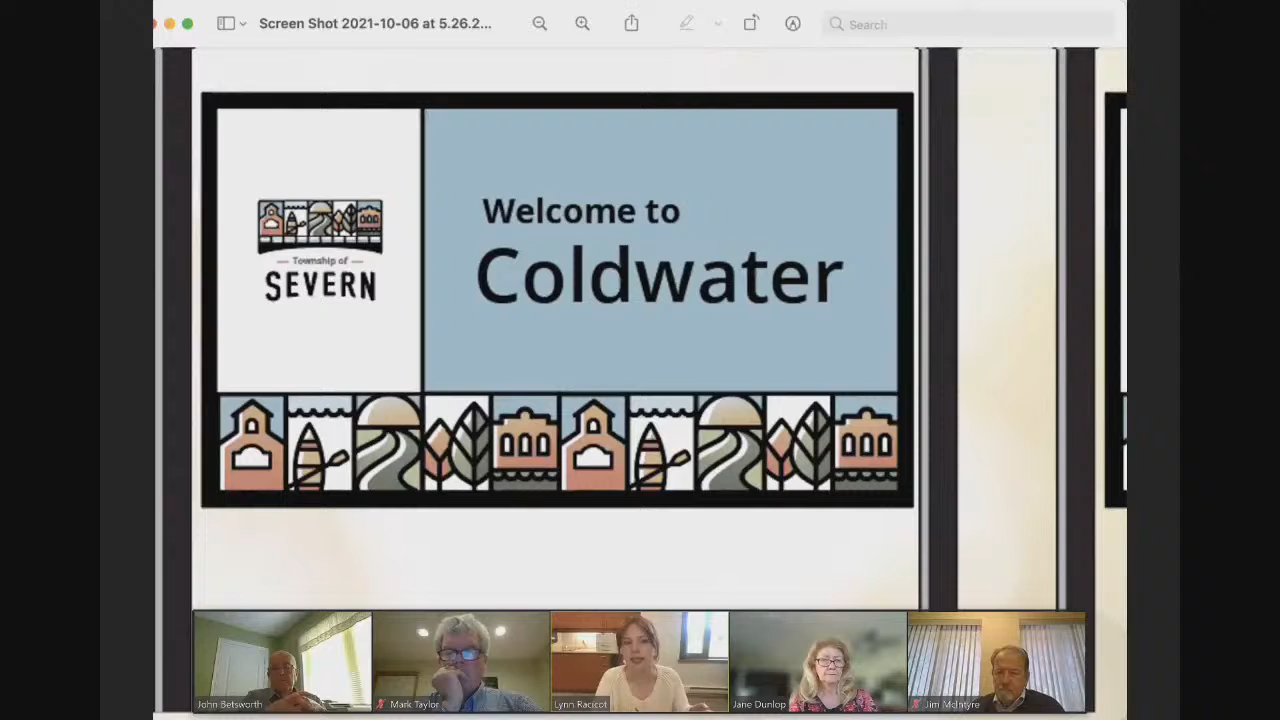 Screen Shot 2021-10-06 at 5.26.2...
Search
Welcome to
Coldwater
Township of
SEVERN
John Betsworth
Mark Taylor
Lynn Racicot
Jane Dunlop
Jim McIntyre